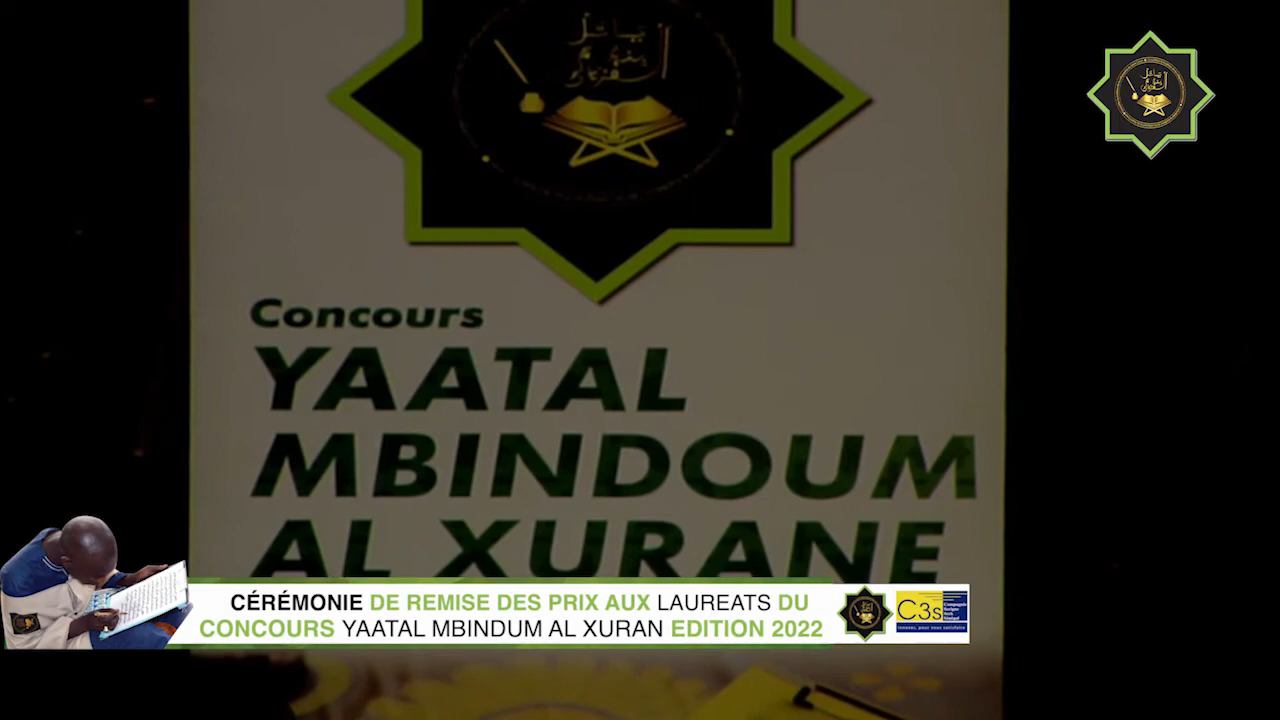 Concours
YAATAL
MBINDOUM
AL XURANE
CÉRÉMONIE DE REMISE DES PRIX AUX LAUREATS DU
CONCOURS YAATAL MBINDUM AL XURAN EDITION 2022
C3s